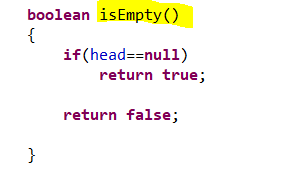 boolean isEmpty()
{
if(head==null)
return true;
return false;
}